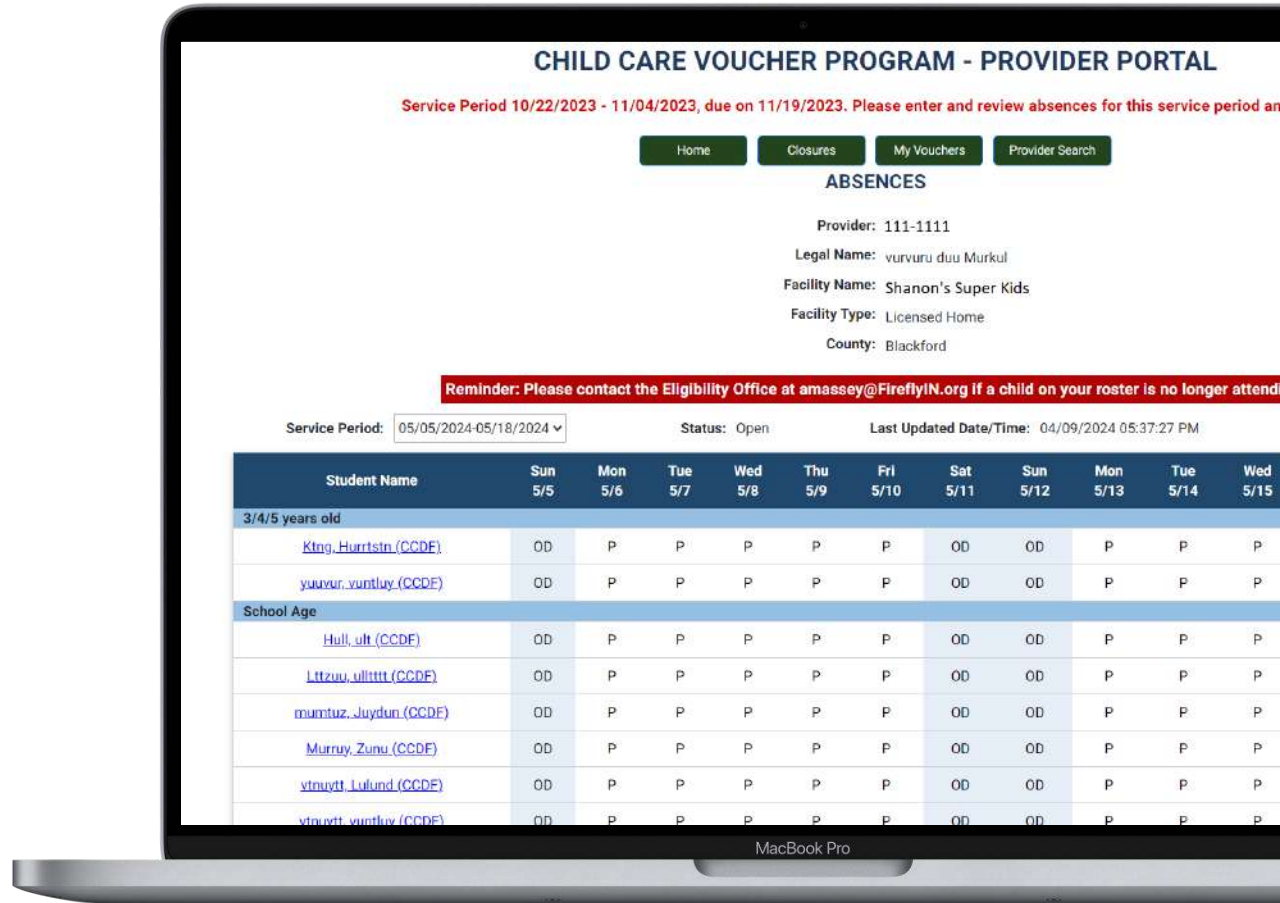 CHILD CARE VOUCHER PROGRAM - PROVIDER PORTAL
Service Period 10/22/2023 - 11/04/2023, due on 11/19/2023. Please enter and review absences for this service period an
Home Closures My Vouchers Provider Search
ABSENCES
Provider: 111-1111
Legal Name: vurvuru duu Murkul
Facility Name: Shanon's Super Kids
Facility Type: Licensed Home
County: Blackford
Reminder: Please contact the Eligibility Office at amassey@FireflyIN.org if a child on your roster is no longer attendi
Service Period: 05/05/2024-05/18/2024 Status: Open Last Updated Date/Time: 04/09/2024 05:37:27 PM
Student Name Sun 5/5 Mon 5/6 Tue 5/7 Wed 5/8 Thu 5/9 Fri 5/10 Sat 5/11 Sun 5/12 Mon 5/13 Tue 5/14 Wed 5/15
3/4/5 years old
Ktng, Hurrtstn (CCDF) OD P P P P P OD OD P P P
yuuvur, vuntluy (CCDF) OD P P P P P OD OD P P P
School Age
Hull, ult (CCDF) OD P P P P P OD OD P P P
Lttzuu, ulltttt (CCDF) OD P P P P P OD OD P P P
mumtuz, Juydun (CCDF) OD P P P P P OD OD P P P
Murruy, Zunu (CCDF) OD P P P P P OD OD P P P
vtnuytt, Lulund (CCDF) OD P P P P P OD OD P P P
vtnuytt, vuntluy (CCDF) OD P P P P P OD OD P P P
MacBook Pro